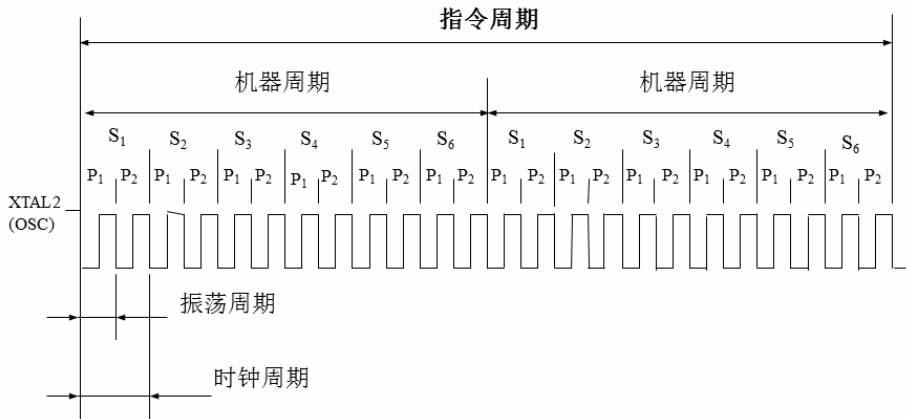 指令周期
机器周期 机器周期
S1 S2 S3 S4 S5 S6 S1 S2 S3 S4 S5 S6
P1 P2 P1 P2 P1 P2 P1 P2 P1 P2 P1 P2 P1 P2 P1 P2 P1 P2 P1 P2 P1 P2 P1 P2
XTAL2
(OSC)
振荡周期
时钟周期